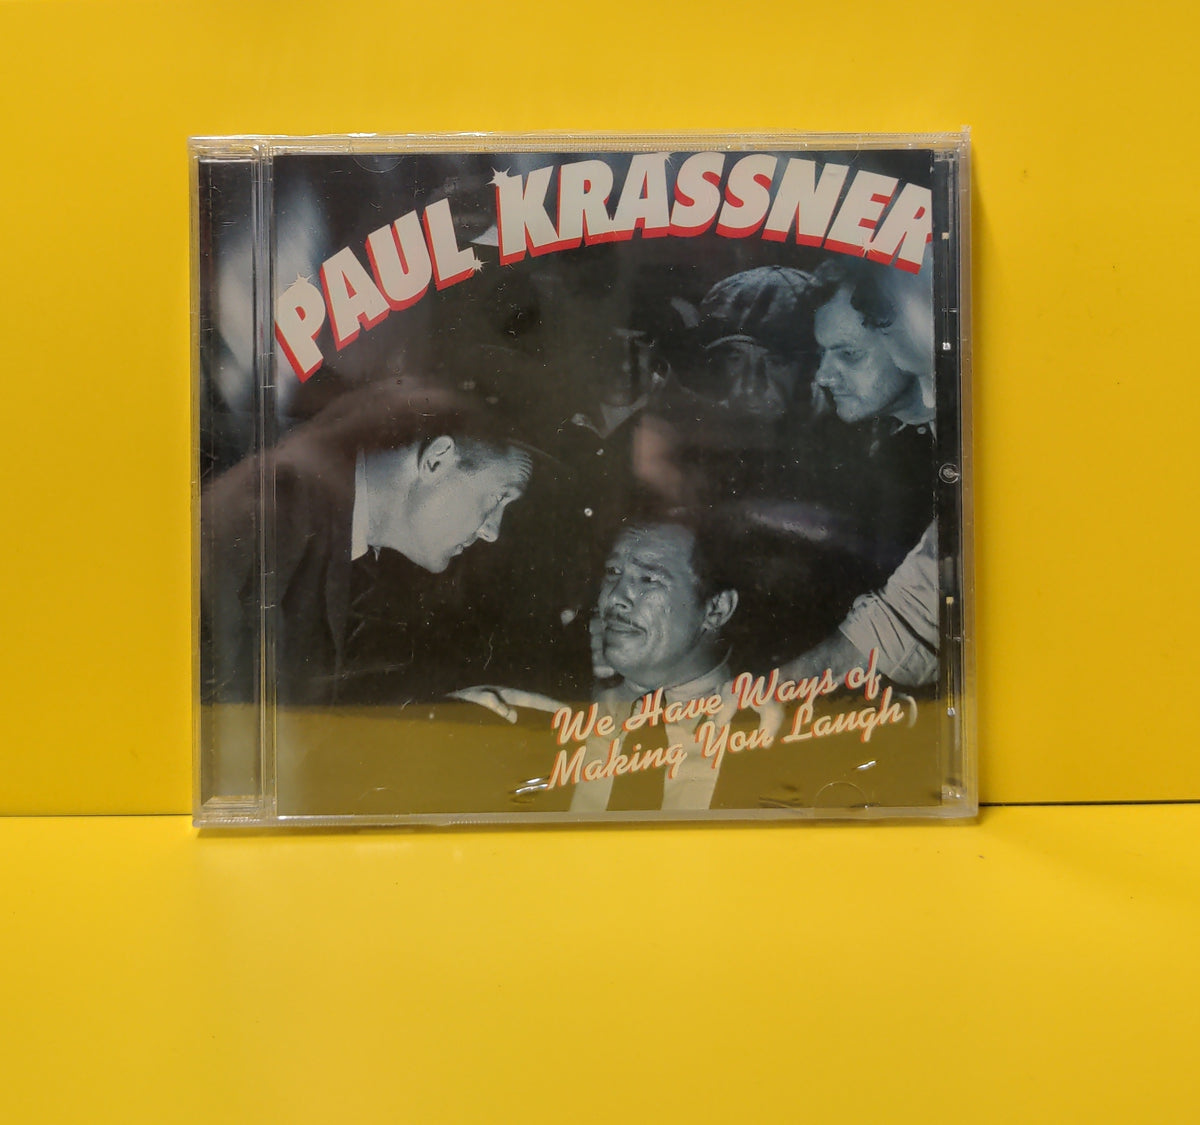 PAUL KRASSNER
We Have Ways of
Making You Laugh